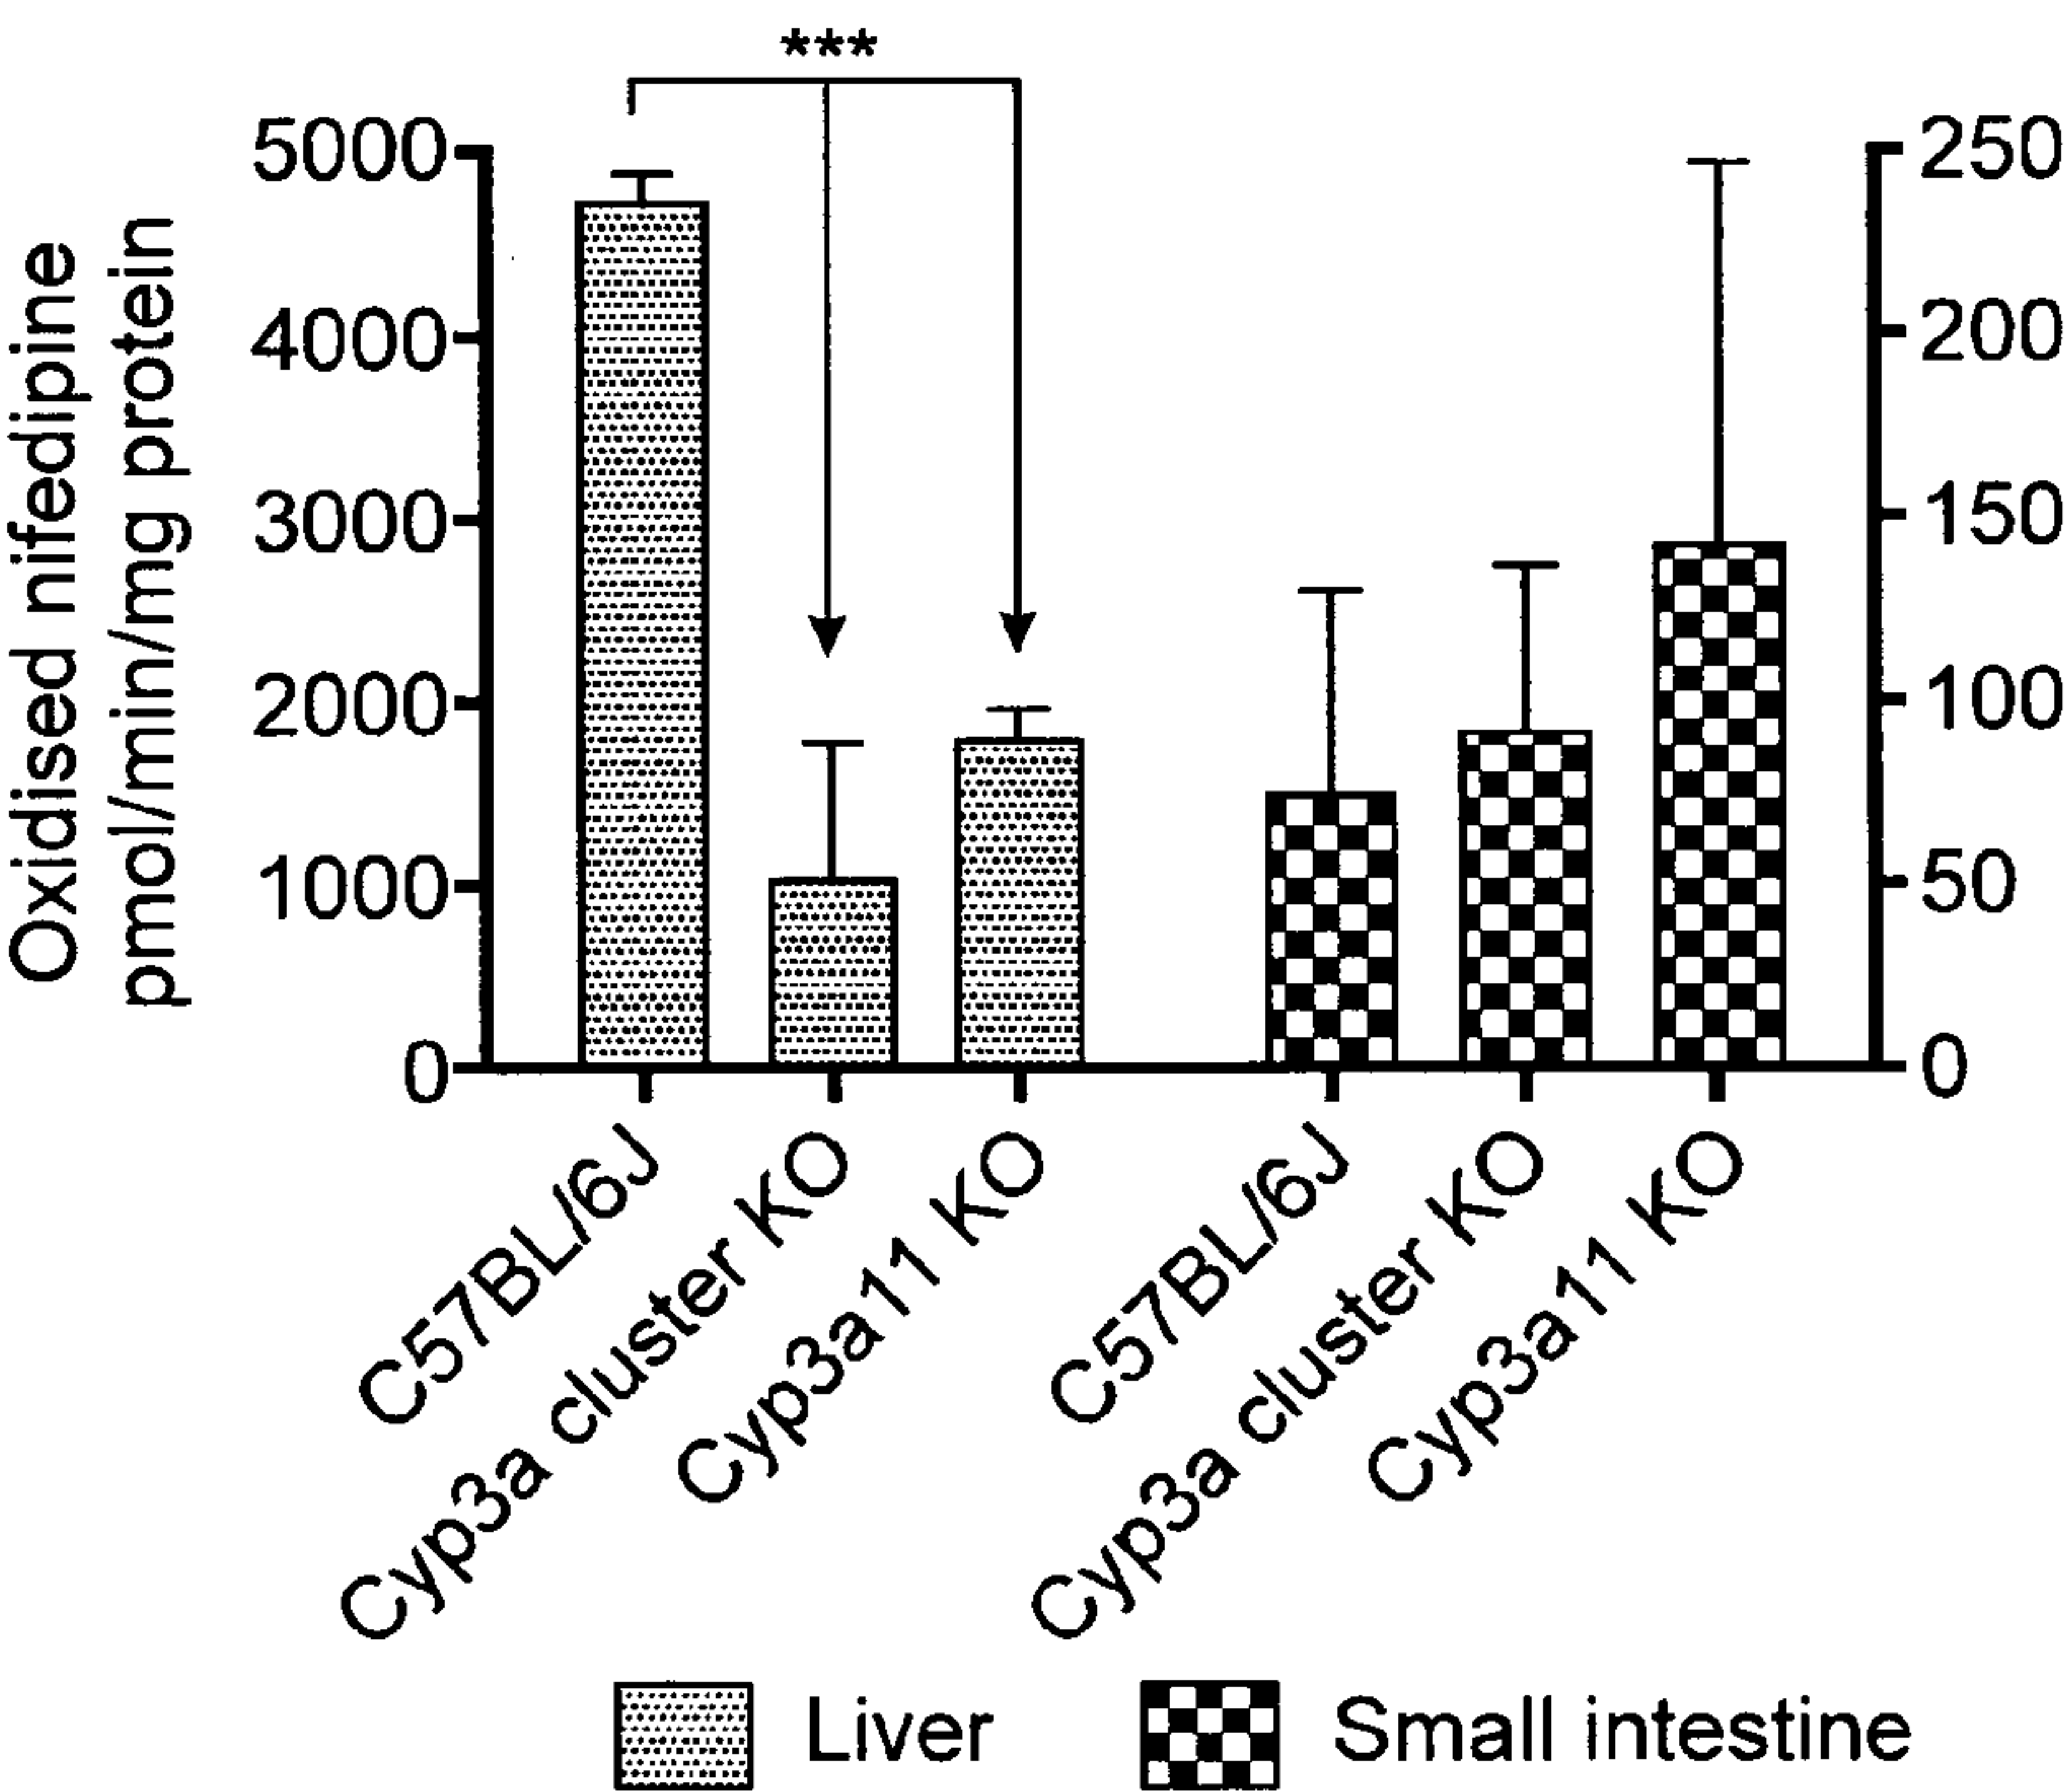 ***
Oxidised nifedipine
pmol/min/mg protein
5000
4000
3000
2000
1000
0
250
200
150
100
50
0
C57BL/6J
Cyp3a cluster KO
Cyp3a11 KO
C57BL/6J
Cyp3a cluster KO
Cyp3a11 KO
Liver
Small intestine